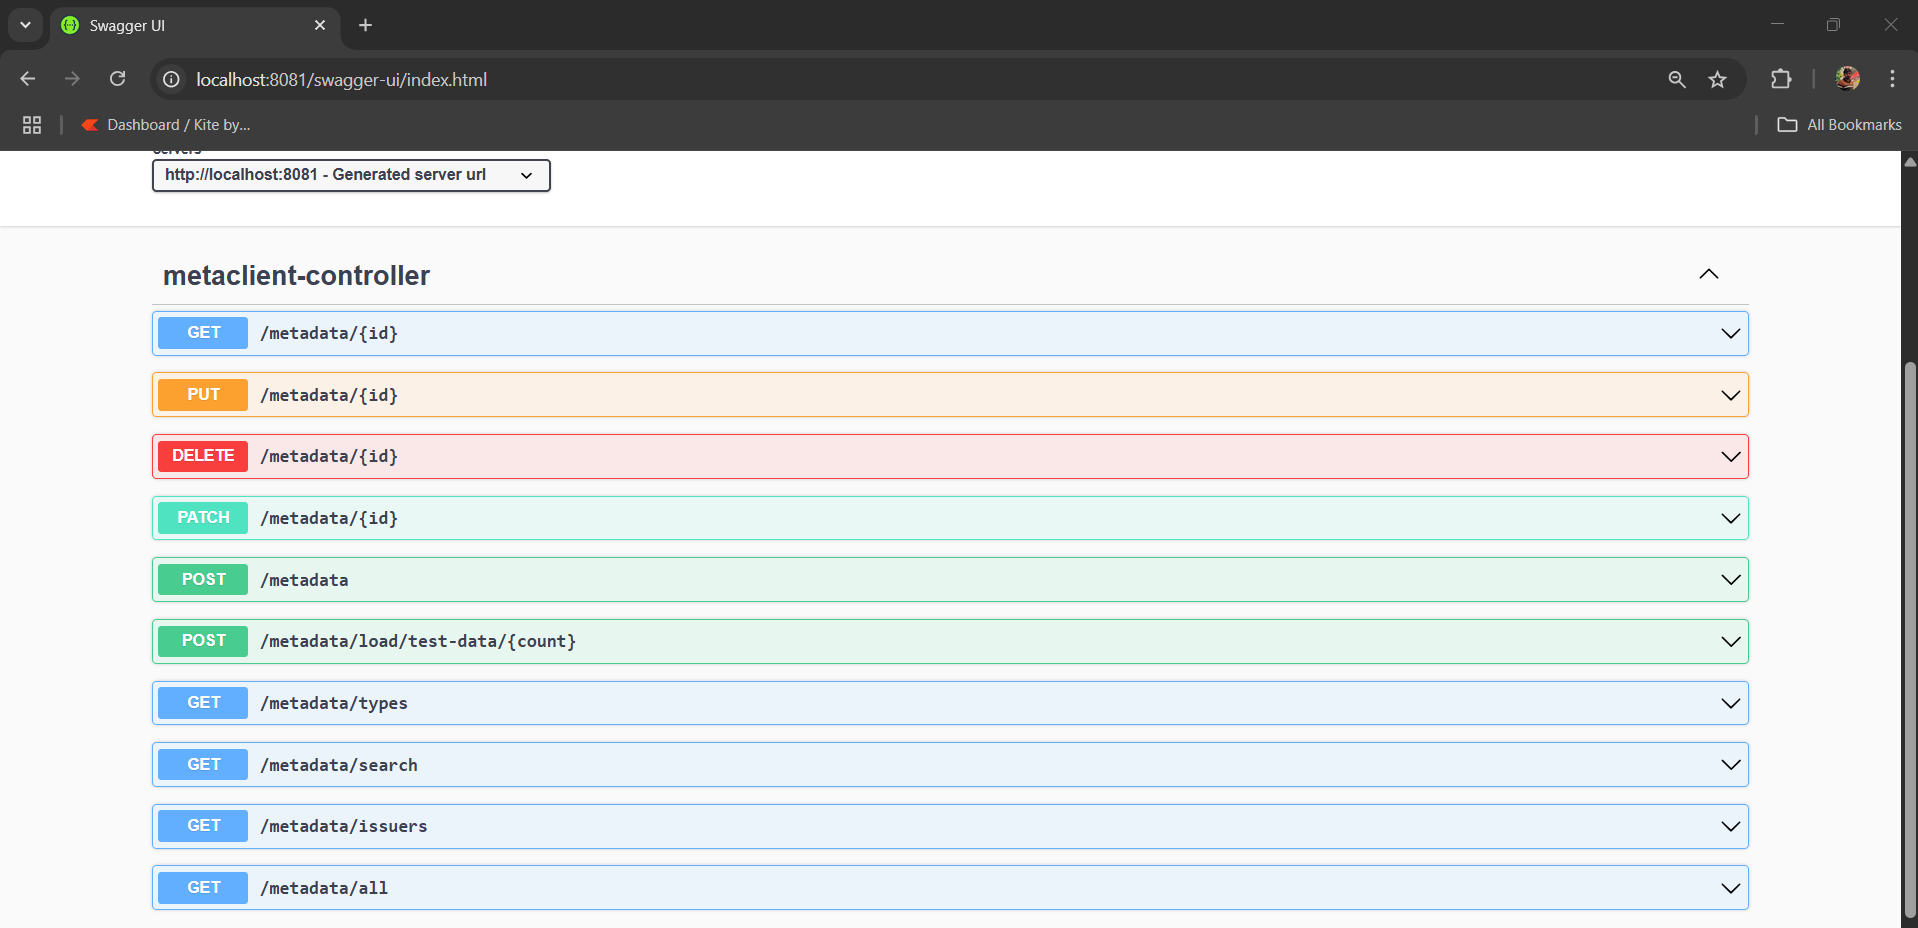 Swagger UI
localhost:8081/swagger-ui/index.html
Dashboard / Kite by...
All Bookmarks
Servers
http://localhost:8081 - Generated server url
metaclient-controller
GET /metadata/{id}
PUT /metadata/{id}
DELETE /metadata/{id}
PATCH /metadata/{id}
POST /metadata
POST /metadata/load/test-data/{count}
GET /metadata/types
GET /metadata/search
GET /metadata/issuers
GET /metadata/all